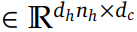 ∈ ℝ^{d_h n_h × d_c}